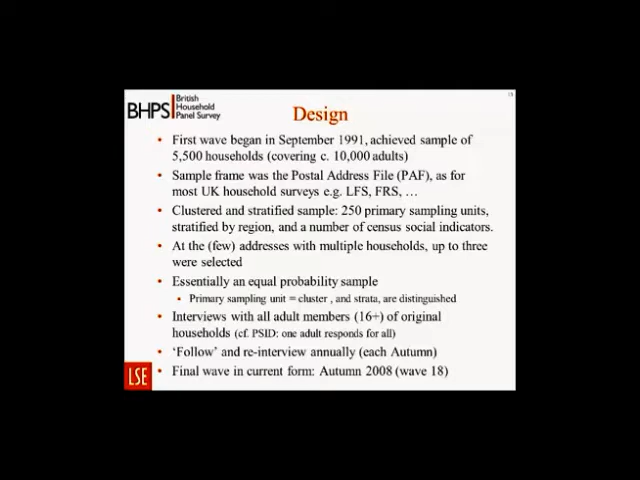 BHPS British
Household
Panel Survey
Design
• First wave began in September 1991, achieved sample of
5,500 households (covering c. 10,000 adults)
• Sample frame was the Postal Address File (PAF), as for
most UK household surveys e.g. LFS, FRS, …
• Clustered and stratified sample: 250 primary sampling units,
stratified by region, and a number of census social indicators.
• At the (few) addresses with multiple households, up to three
were selected
• Essentially an equal probability sample
• Primary sampling unit = cluster , and strata, are distinguished
• Interviews with all adult members (16+) of original
households (cf. PSID: one adult responds for all)
• ‘Follow’ and re-interview annually (each Autumn)
• Final wave in current form: Autumn 2008 (wave 18)
LSE